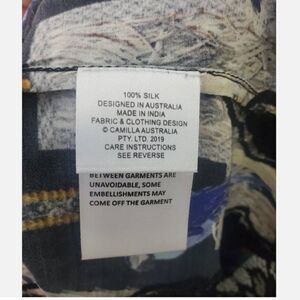 100% SILK
DESIGNED IN AUSTRALIA
MADE IN INDIA
FABRIC & CLOTHING DESIGN
© CAMILLA AUSTRALIA
PTY. LTD. 2019
CARE INSTRUCTIONS
SEE REVERSE
BETWEEN GARMENTS ARE
UNAVOIDABLE, SOME
EMBELLISHMENTS MAY
COME OFF THE GARMENT